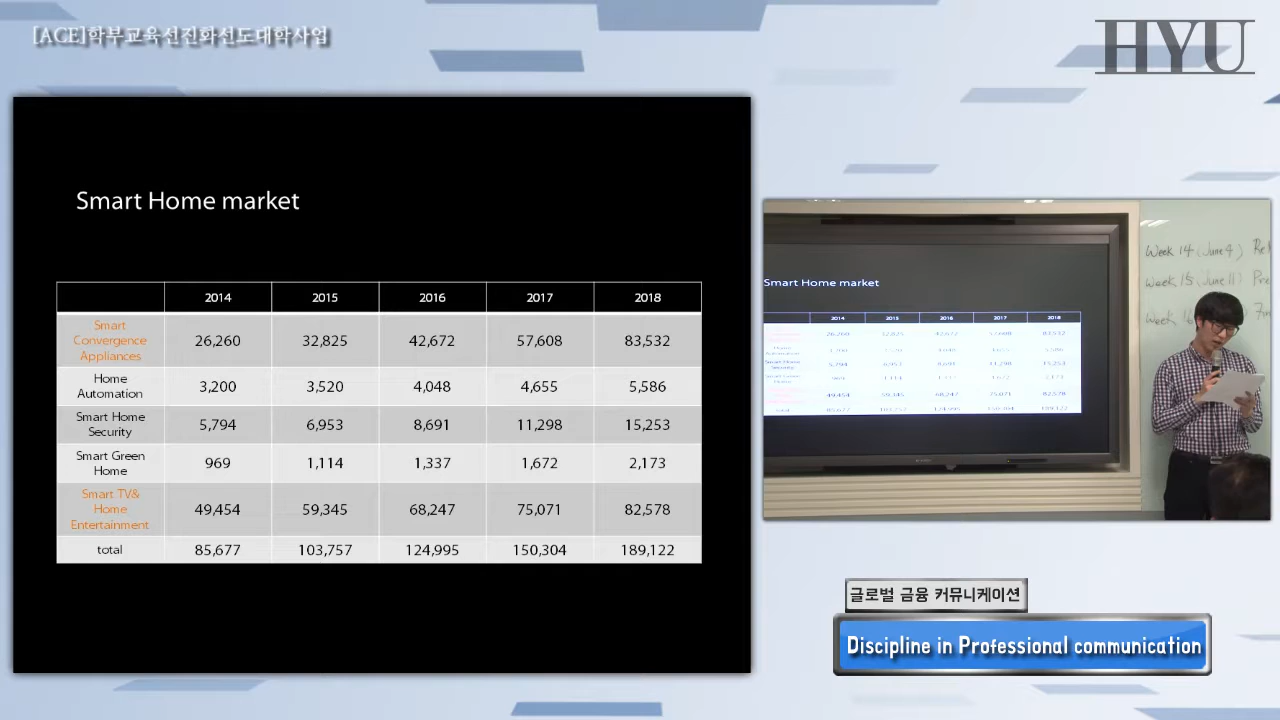 [ACE]학부교육선진화선도대학사업
HYU
Smart Home market
2014 2015 2016 2017 2018
Smart
Convergence
Appliances
26,260 32,825 42,672 57,608 83,532
Home
Automation
3,200 3,520 4,048 4,655 5,586
Smart Home
Security
5,794 6,953 8,691 11,298 15,253
Smart Green
Home
969 1,114 1,337 1,672 2,173
Smart TV&
Home
Entertainment
49,454 59,345 68,247 75,071 82,578
total 85,677 103,757 124,995 150,304 189,122
Smart Home market
2014 2015 2016 2017 2018
Week 14 (June 4)
Week 15 (June 11)
Week
글로벌 금융 커뮤니케이션
Discipline in Professional communication